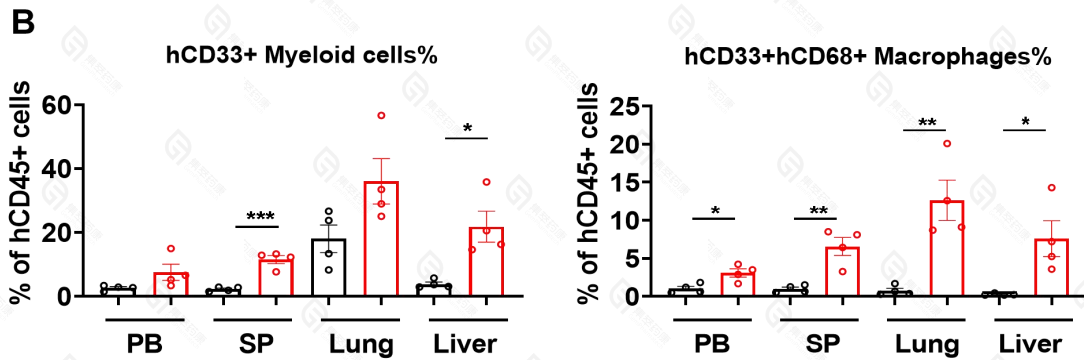 B
hCD33+ Myeloid cells%
% of hCD45+ cells
60
40
20
0
*
***
PB SP Lung Liver
hCD33+hCD68+ Macrophages%
% of hCD45+ cells
25
20
15
10
5
0
** *
* **
PB SP Lung Liver